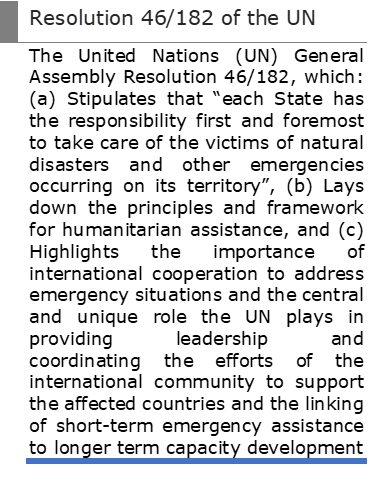 Resolution 46/182 of the UN
The United Nations (UN) General
Assembly Resolution 46/182, which:
(a) Stipulates that “each State has
the responsibility first and foremost
to take care of the victims of natural
disasters and other emergencies
occurring on its territory”, (b) Lays
down the principles and framework
for humanitarian assistance, and (c)
Highlights the importance of
international cooperation to address
emergency situations and the central
and unique role the UN plays in
providing leadership and
coordinating the efforts of the
international community to support
the affected countries and the linking
of short-term emergency assistance
to longer term capacity development